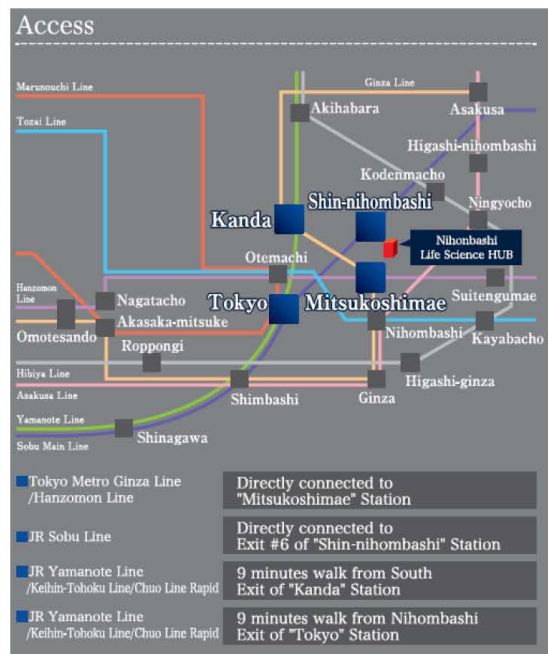 Access
Ginza Line
Marunouchi Line
Akihabara
Asakusa
Tozai Line
Higashi-nihombashi
Kodenmacho
Shin-nihombashi
Ningyocho
Kanda
Nihonbashi
Life Science HUB
Otemachi
Hanzomon
Line
Nagatacho
Tokyo
Mitsukoshimae
Suitengumae
Omotesando
Akasaka-mitsuke
Nihombashi
Kayabacho
Roppongi
Hibiya Line
Higashi-ginza
Asakusa Line
Shimbashi
Ginza
Yamanote Line
Shinagawa
Sobu Main Line
Tokyo Metro Ginza Line
/Hanzomon Line
Directly connected to
"Mitsukoshimae" Station
JR Sobu Line
Directly connected to
Exit #6 of "Shin-nihombashi" Station
JR Yamanote Line
/Keihin-Tohoku Line/Chuo Line Rapid
9 minutes walk from South
Exit of "Kanda" Station
JR Yamanote Line
/Keihin-Tohoku Line/Chuo Line Rapid
9 minutes walk from Nihombashi
Exit of "Tokyo" Station